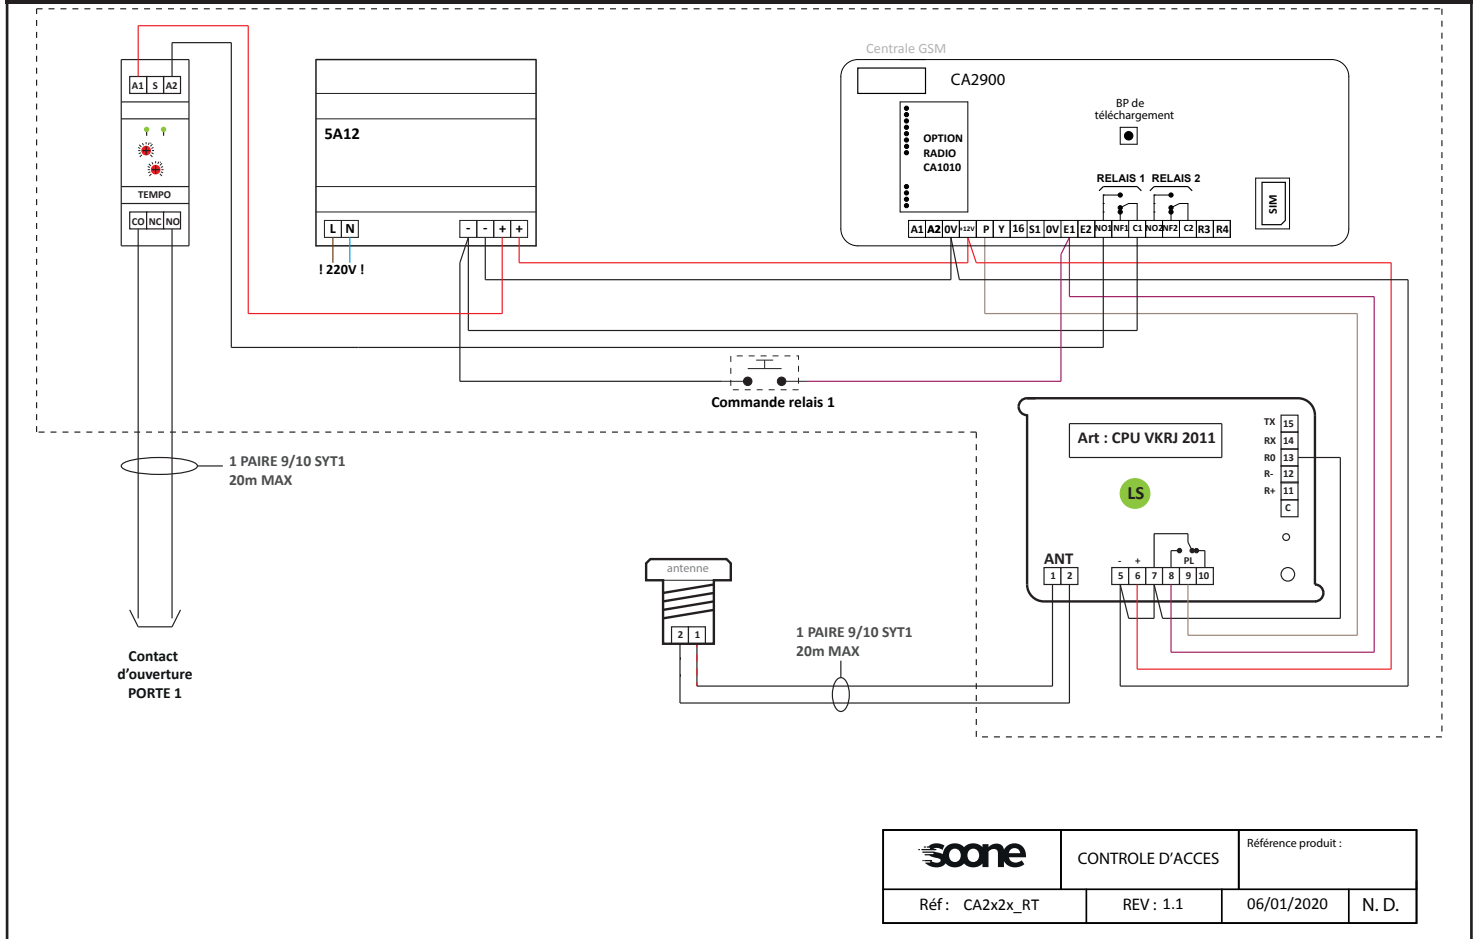 Centrale GSM
CA2900
BP de
téléchargement
A1 S A2
5A12
OPTION
RADIO
CA1010
RELAIS 1 RELAIS 2
SIM
TEMPO
CO NC NO
L N
- - + +
A1 A2 0V +12V P Y 16 S1 0V E1 E2 NO1 NF1 C1 NO2 NF2 C2 R3 R4
! 220V !
Commande relais 1
Art : CPU VKRJ 2011
TX 15
RX 14
R0 13
R- 12
R+ 11
C
LS
1 PAIRE 9/10 SYT1
20m MAX
ANT
1 2
- + PL
5 6 7 8 9 10
antenne
2 1
1 PAIRE 9/10 SYT1
20m MAX
Contact
d'ouverture
PORTE 1
soone
CONTROLE D'ACCES
Référence produit :
Réf : CA2x2x_RT
REV : 1.1
06/01/2020
N. D.